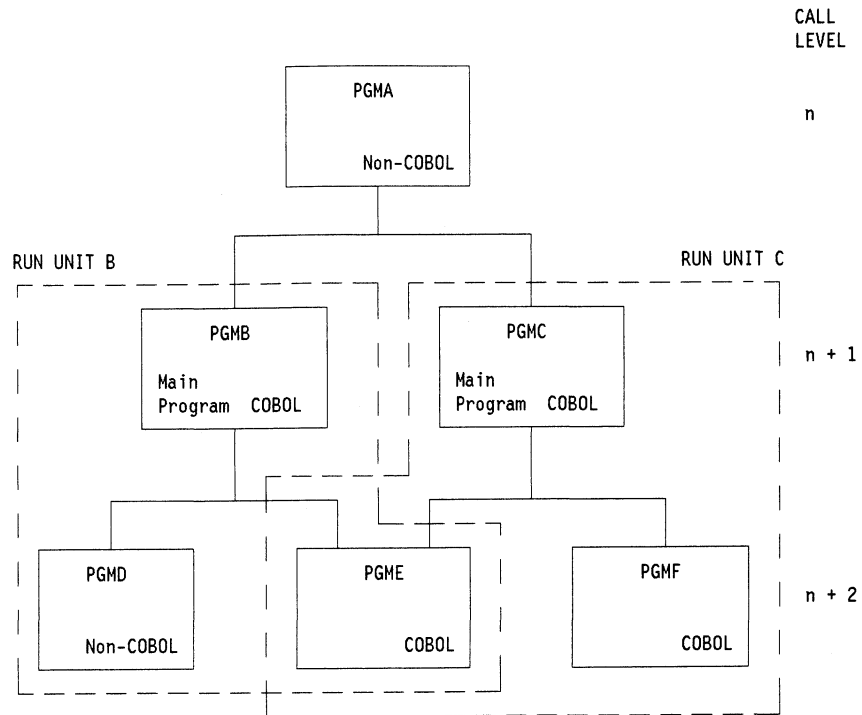 CALL
LEVEL
PGMA
n
Non-COBOL
RUN UNIT B
RUN UNIT C
PGMB
PGMC
n + 1
Main
Program COBOL
Main
Program COBOL
PGMD
PGME
PGMF
n + 2
Non-COBOL
COBOL
COBOL